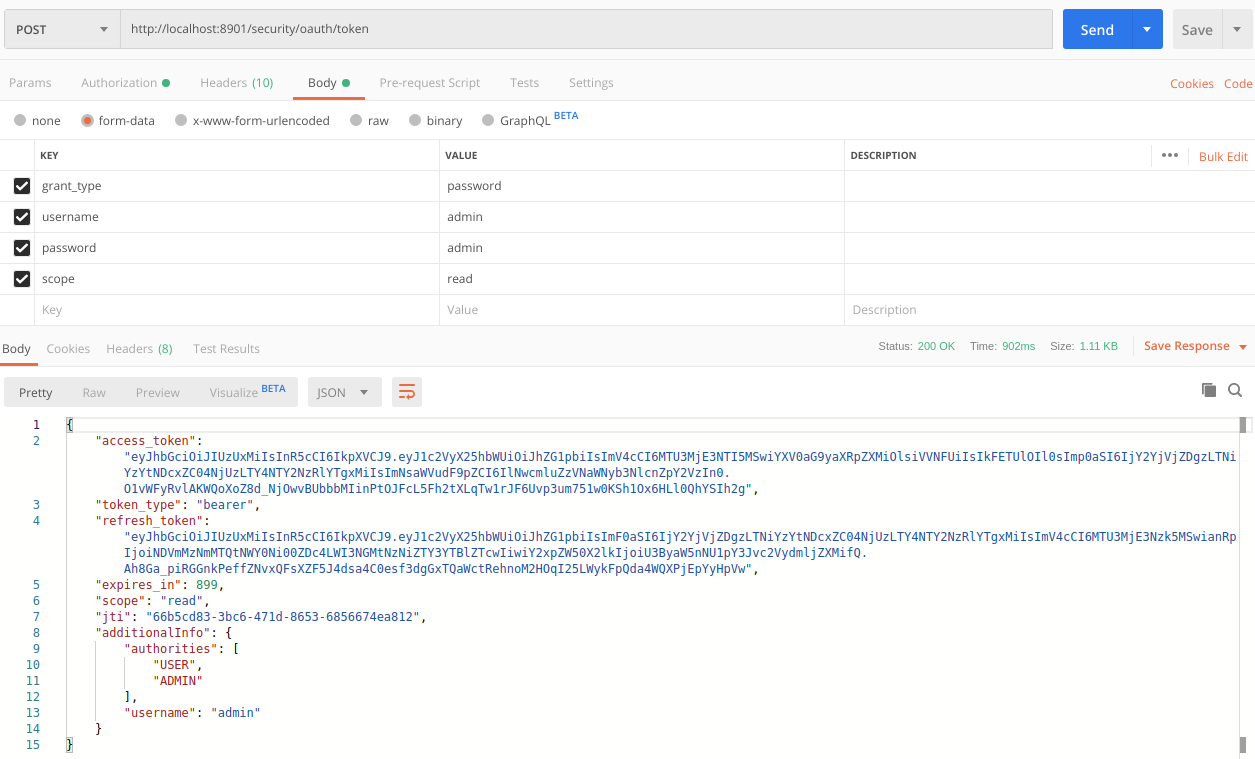 POST http://localhost:8901/security/oauth/token Send Save
Params Authorization Headers (10) Body Pre-request Script Tests Settings Cookies Code
none form-data x-www-form-urlencoded raw binary GraphQL BETA
KEY VALUE DESCRIPTION ••• Bulk Edit
grant_type password
username admin
password admin
scope read
Key Value Description
Body Cookies Headers (8) Test Results Status: 200 OK Time: 902ms Size: 1.11 KB Save Response
Pretty Raw Preview Visualize BETA JSON
1 {
2 "access_token":
"eyJhbGciOiJIUzUxMiIsInR5cCI6IkpXVCJ9.eyJ1c2VyX25hbWUiOiJhZG1pbiIsImV4cCI6MTU3MjE3NTI5MSwiYXV0aG9yaXRpZXMiOlsiVVNFUiIsIkFETUlOIl0sImp0aSI6IjY2YjVjZDgzLTNi
YzYtNDcxZC04NjUzLTY4NTY2NzRlYTgxMiIsImNsaWVudF9pZCI6IlNwcmluZzVNaWNyb3NlcnZpY2VzIn0.
O1vWFyRvlAKWQoXoZ8d_NjOwvBUbbbMIinPtOJFcL5Fh2tXLqTw1rJF6Uvp3um751w0KSh1Ox6HLl0QhYSIh2g",
3 "token_type": "bearer",
4 "refresh_token":
"eyJhbGciOiJIUzUxMiIsInR5cCI6IkpXVCJ9.eyJ1c2VyX25hbWUiOiJhZG1pbiIsImF0aSI6IjY2YjVjZDgzLTNiYzYtNDcxZC04NjUzLTY4NTY2NzRlYTgxMiIsImV4cCI6MTU3MjE3Nzk5MSwianRp
IjoiNDVmMzNmMTQtNWY0Ni00ZDc4LWI3NGMtNzNiZTY3YTBlZTcwIiwiY2xpZW50X2lkIjoiU3ByaW5nNU1pY3Jvc2VydmljZXMifQ.
Ah8Ga_piRGGnkPeffZNvxQFsXZF5J4dsa4C0esf3dgGxTQaWctRehnoM2HOqI25LWykFpQda4WQXPjEpYyHpVw",
5 "expires_in": 899,
6 "scope": "read",
7 "jti": "66b5cd83-3bc6-471d-8653-6856674ea812",
8 "additionalInfo": {
9 "authorities": [
10 "USER",
11 "ADMIN"
12 ],
13 "username": "admin"
14 }
15 }